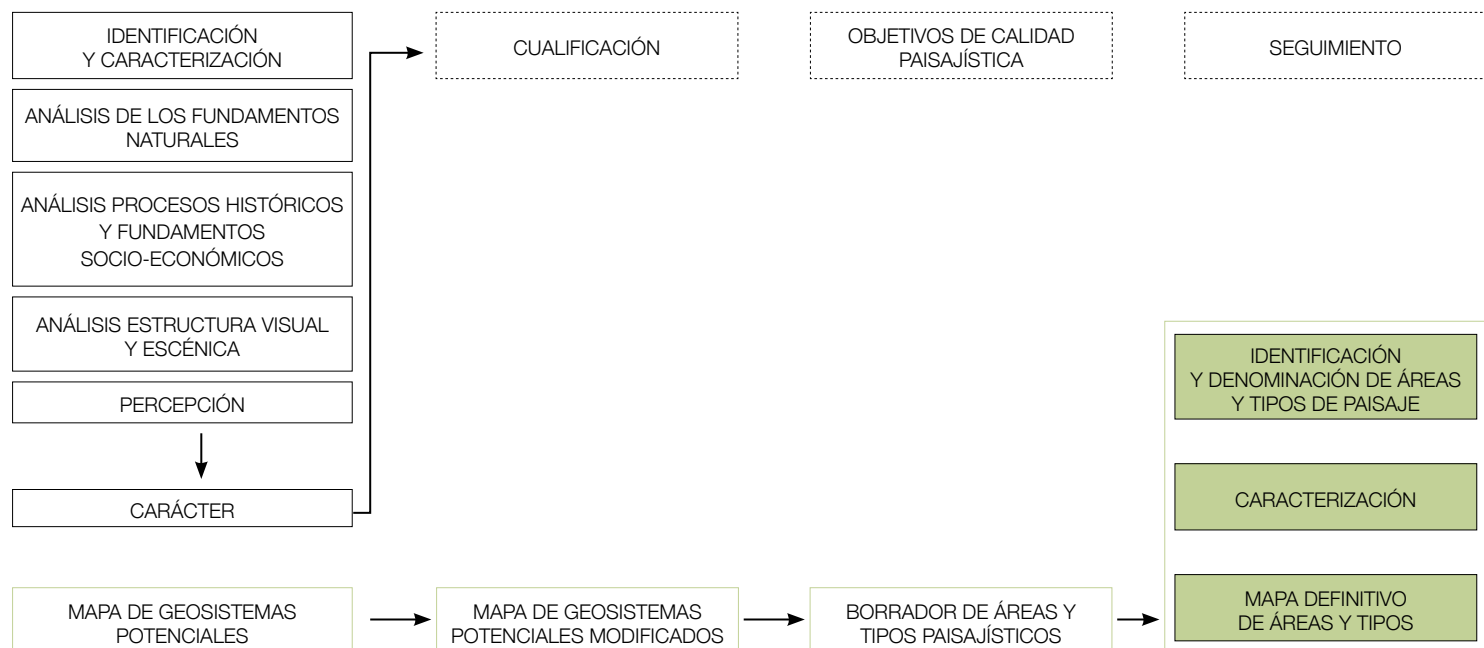 IDENTIFICACIÓN
Y CARACTERIZACIÓN
CUALIFICACIÓN
OBJETIVOS DE CALIDAD
PAISAJÍSTICA
SEGUIMIENTO
ANÁLISIS DE LOS FUNDAMENTOS
NATURALES
ANÁLISIS PROCESOS HISTÓRICOS
Y FUNDAMENTOS
SOCIO-ECONÓMICOS
ANÁLISIS ESTRUCTURA VISUAL
Y ESCÉNICA
PERCEPCIÓN
CARÁCTER
IDENTIFICACIÓN
Y DENOMINACIÓN DE ÁREAS
Y TIPOS DE PAISAJE
CARACTERIZACIÓN
MAPA DE GEOSISTEMAS
POTENCIALES
MAPA DE GEOSISTEMAS
POTENCIALES MODIFICADOS
BORRADOR DE ÁREAS Y
TIPOS PAISAJÍSTICOS
MAPA DEFINITIVO
DE ÁREAS Y TIPOS